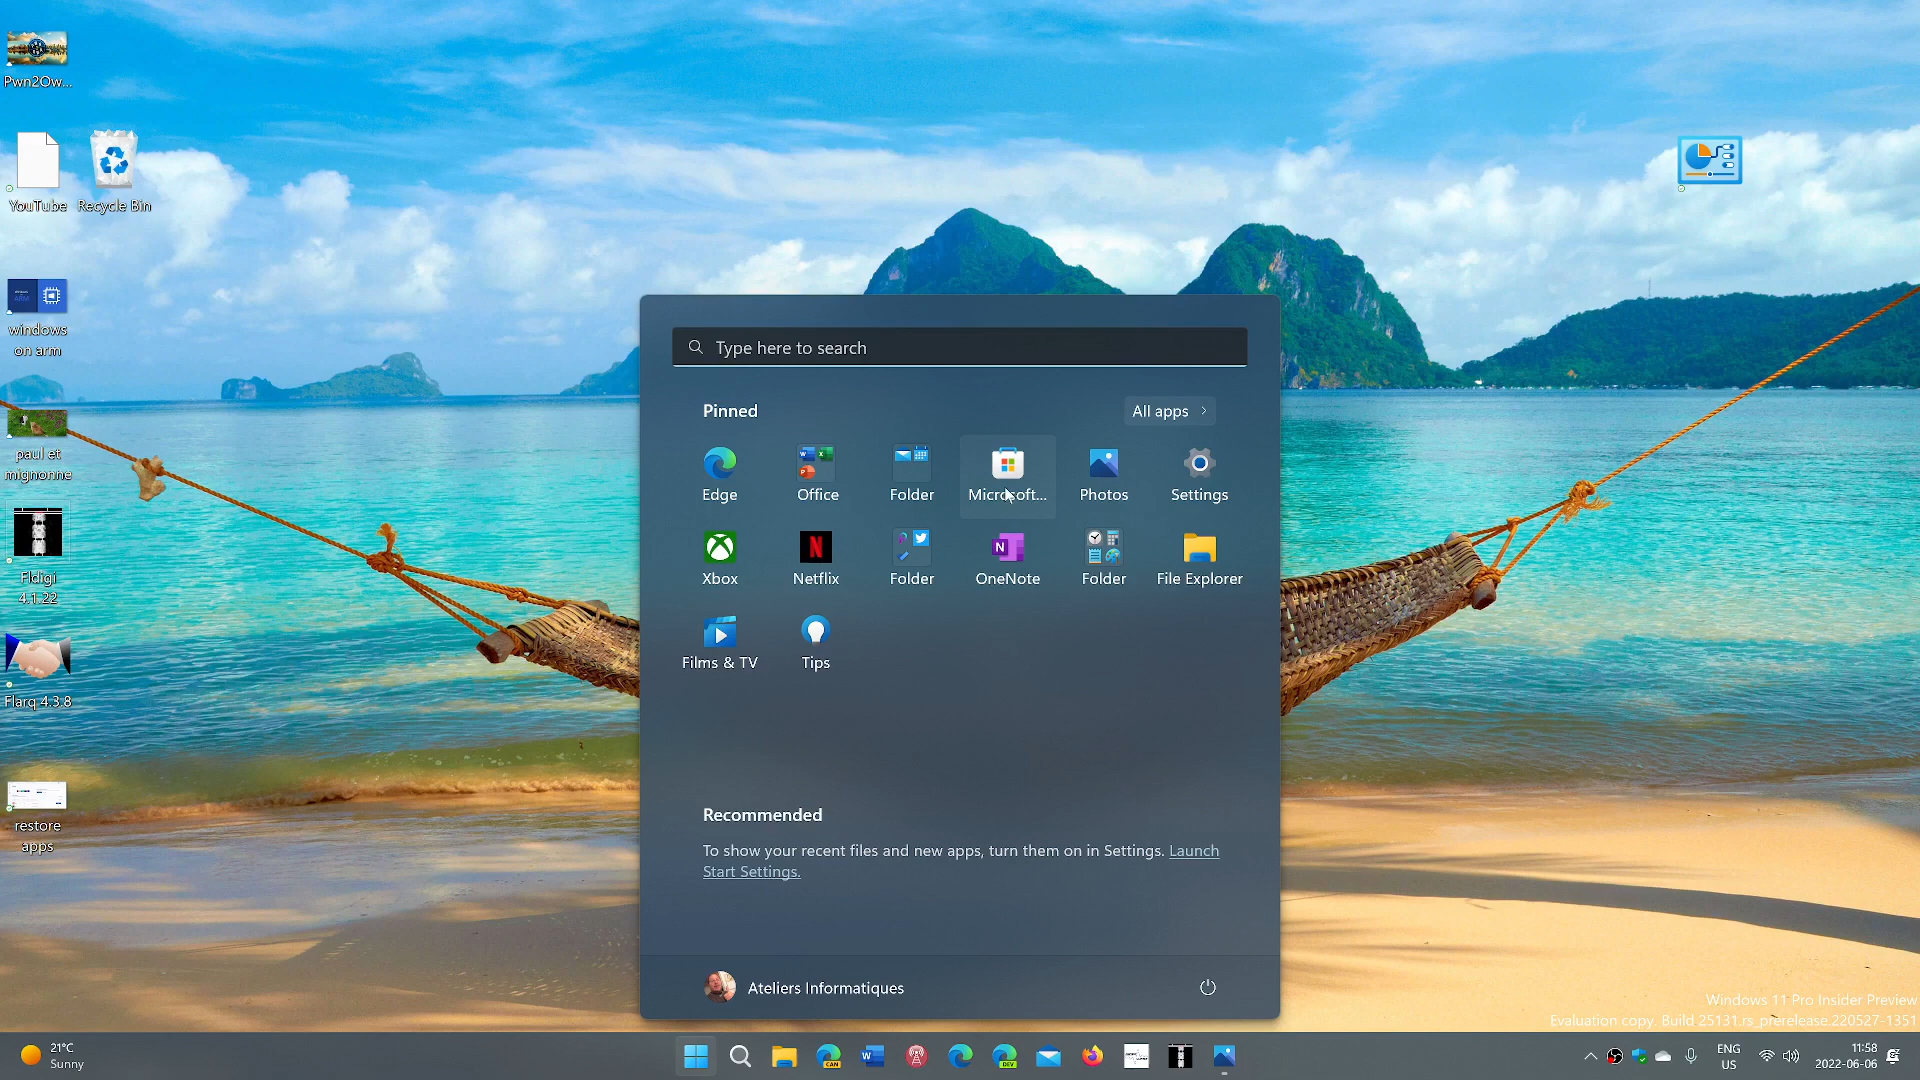 Pwn2Ow...
YouTube
Recycle Bin
windows
on arm
paul et
mignonne
Fldigi
4.1.22
Flarq 4.3.8
restore
apps
Type here to search
Pinned
All apps
Edge
Office
Folder
Microsoft...
Photos
Settings
Xbox
Netflix
Folder
OneNote
Folder
File Explorer
Films & TV
Tips
Recommended
To show your recent files and new apps, turn them on in Settings. Launch
Start Settings.
Ateliers Informatiques
Windows 11 Pro Insider Preview
Evaluation copy. Build 25131.rs_prerelease.220527-1351
21°C
Sunny
CAN
DEV
ENG
US
11:58
2022-06-06